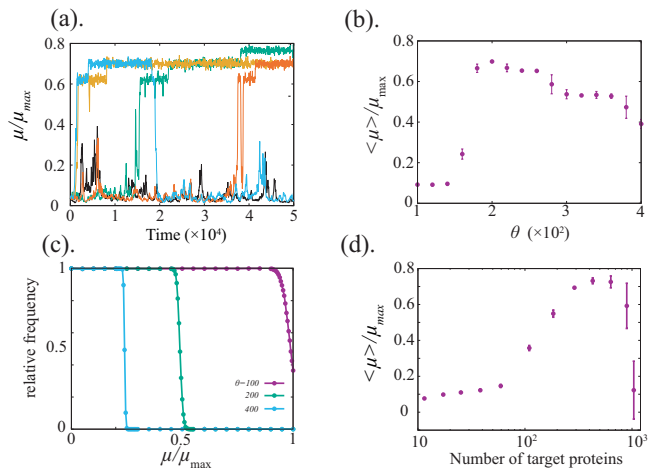 (a).
0.8
0.6
0.4
0.2
0
μ/μmax
0 1 2 3 4 5
Time (×10⁴)
(b).
0.8
0.6
0.4
0.2
0
<μ>/μmax
1 2 3 4
θ (×10²)
(c).
1
0.5
0
relative frequency
θ=100
200
400
0 0.5 1
μ/μmax
(d).
0.8
0.6
0.4
0.2
0
<μ>/μmax
10¹ 10² 10³
Number of target proteins